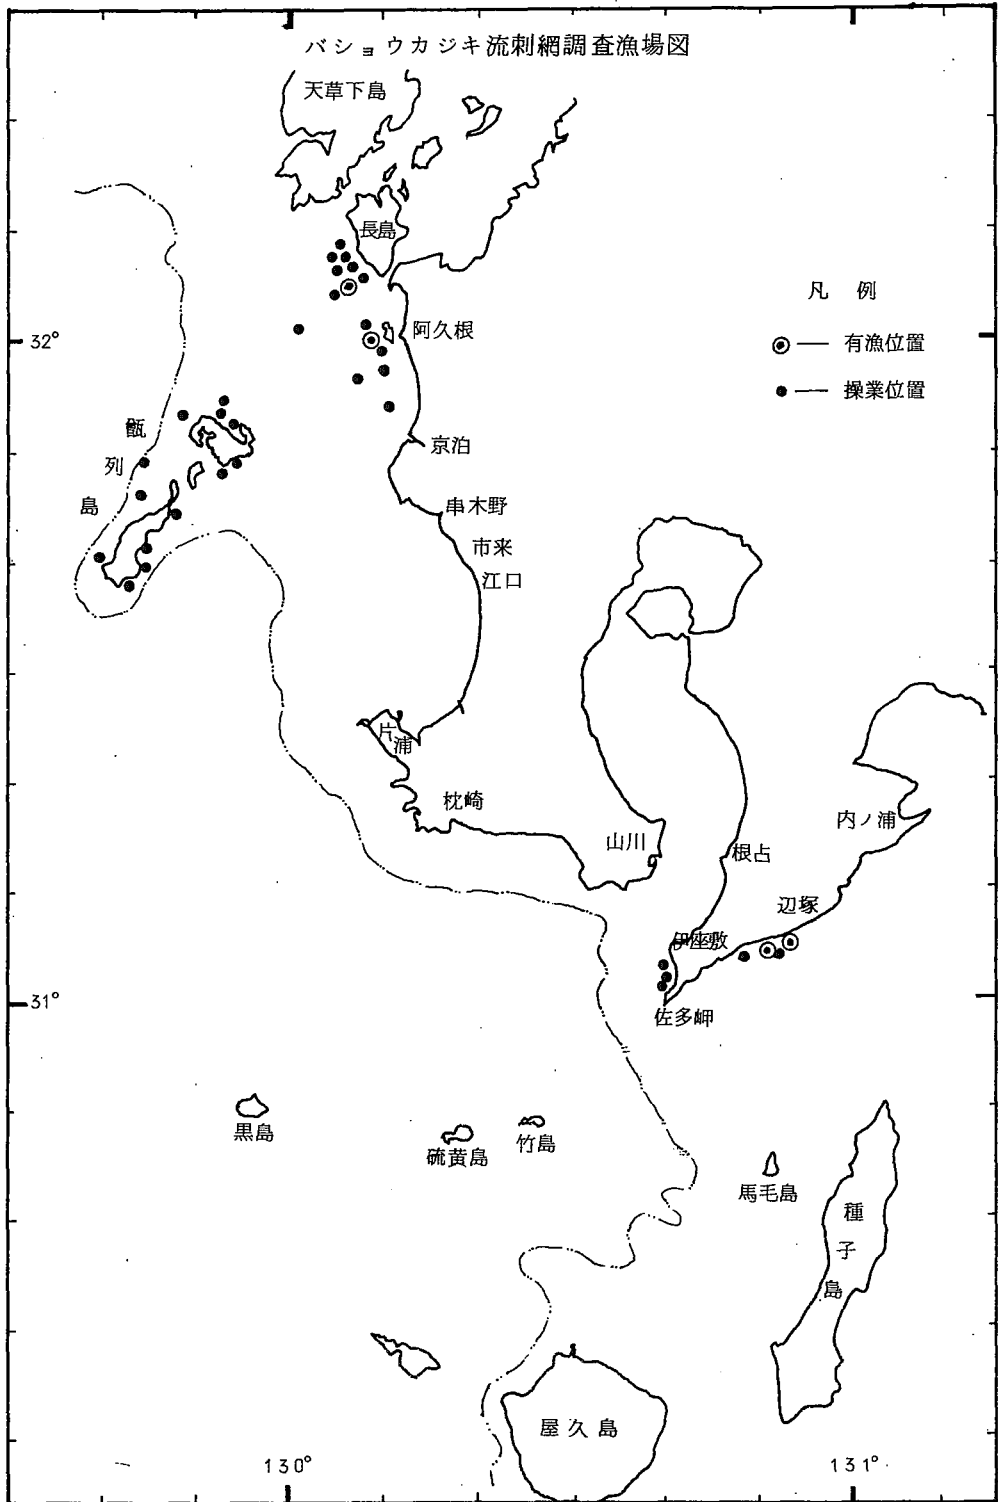 バショウカジキ流刺網調査漁場図
天草下島
長島
凡例
32°
阿久根
有漁位置
操業位置
甑列島
京泊
串木野
市来
江口
片浦
枕崎
山川
根占
内ノ浦
辺塚
伊座敷
31°
佐多岬
黒島
硫黄島
竹島
馬毛島
種子島
屋久島
130°
131°